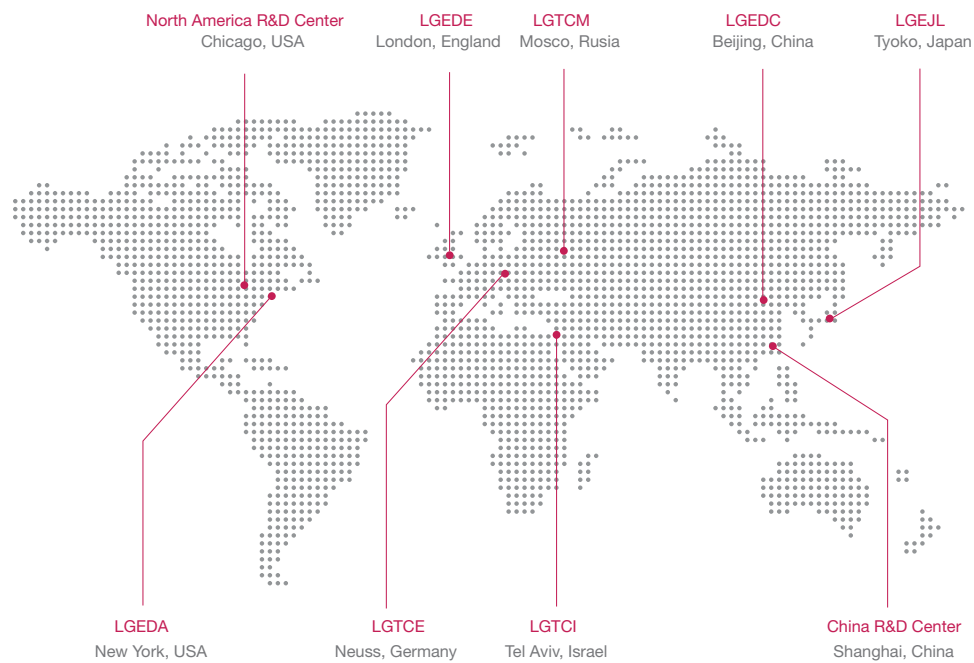 North America R&D Center
Chicago, USA
LGEDE
London, England
LGTCM
Mosco, Rusia
LGEDC
Beijing, China
LGEJL
Tyoko, Japan
LGEDA
New York, USA
LGTCE
Neuss, Germany
LGTCI
Tel Aviv, Israel
China R&D Center
Shanghai, China